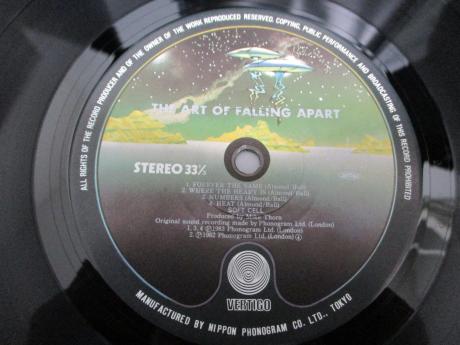 ALL RIGHTS OF THE RECORD PRODUCER AND OF THE OWNER OF THE WORK REPRODUCED RESERVED. COPYING, PUBLIC PERFORMANCE AND BROADCASTING OF THIS RECORD PROHIBITED
THE ART OF FALLING APART
STEREO 33⅓
1. FOREVER THE SAME (Almond/Ball)
2. WHERE THE HEART IS (Almond/Ball)
3. NUMBERS (Almond/Ball)
4. HEAT (Almond/Ball)
SOFT CELL
Produced by Mike Thorne
Original sound recording made by Phonogram Ltd. (London)
1, 3, 4 Ⓟ1983 Phonogram Ltd. (London)
2. Ⓟ1982 Phonogram Ltd. (London)
VERTIGO
MANUFACTURED BY NIPPON PHONOGRAM CO. LTD., TOKYO